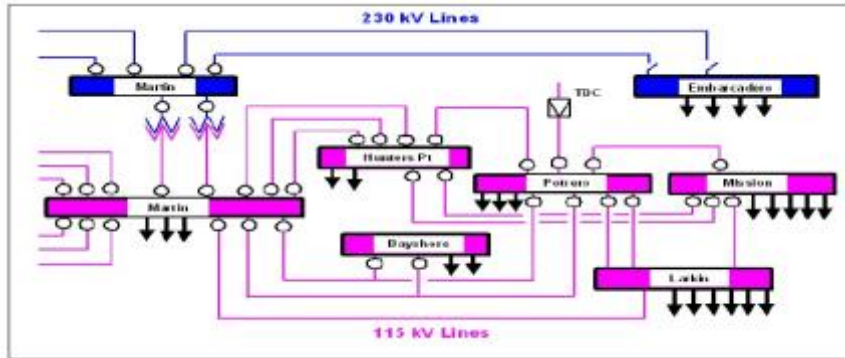 230 kV Lines
Martin
Embarcadero
TBC
Hunters Pt
Potrero
Mission
Martin
Bayshore
Larkin
115 kV Lines